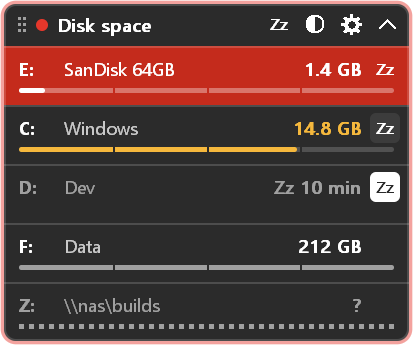 Disk space Zz
E: SanDisk 64GB 1.4 GB Zz
C: Windows 14.8 GB Zz
D: Dev Zz 10 min Zz
F: Data 212 GB
Z: \\nas\builds ?